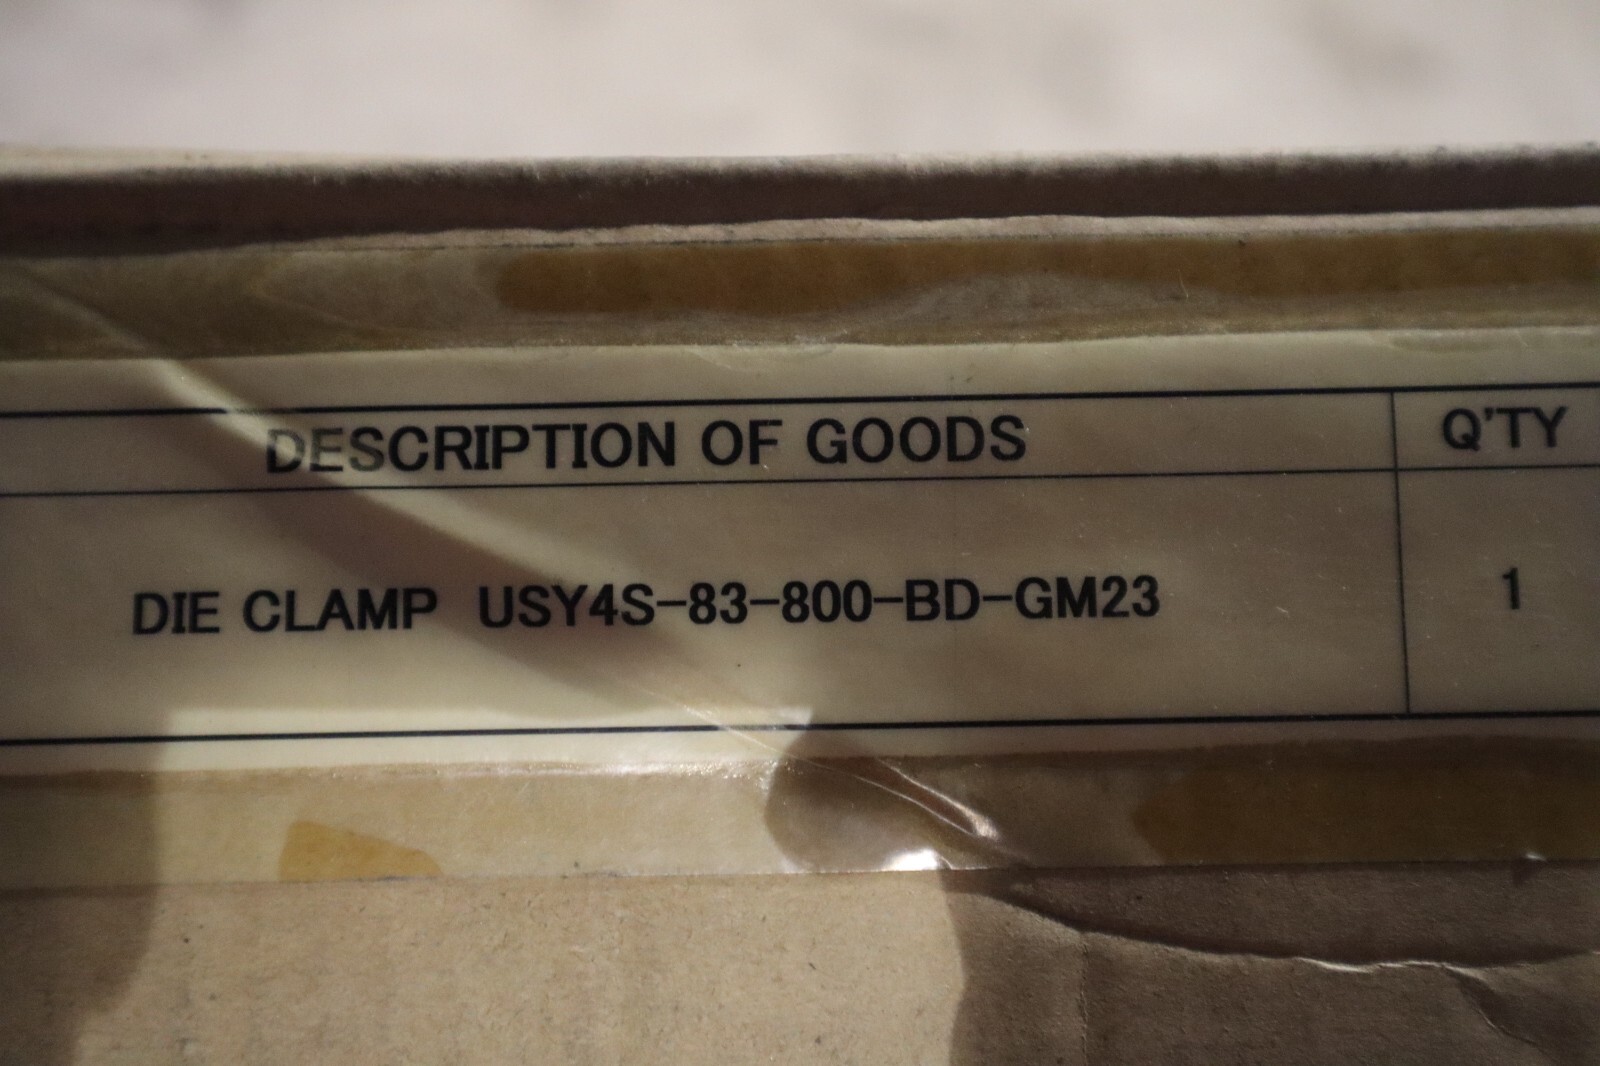 DESCRIPTION OF GOODS Q'TY
DIE CLAMP USY4S-83-800-BD-GM23 1